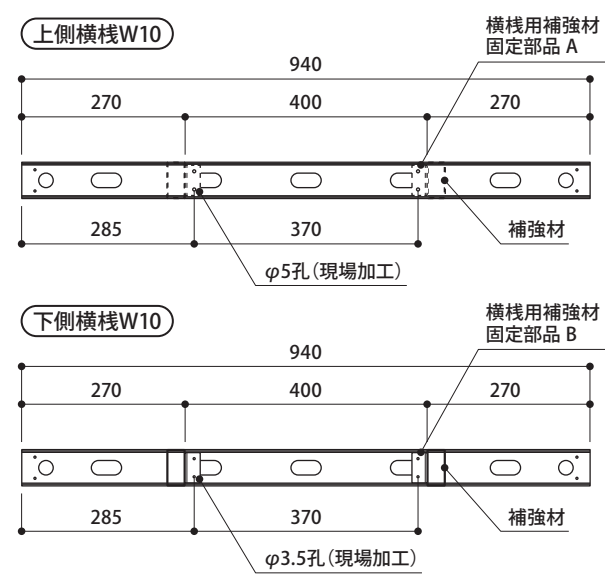 上側横桟W10
横桟用補強材
固定部品 A
940
270
400
270
285
370
補強材
φ5孔（現場加工）
下側横桟W10
横桟用補強材
固定部品 B
940
270
400
270
285
370
補強材
φ3.5孔（現場加工）